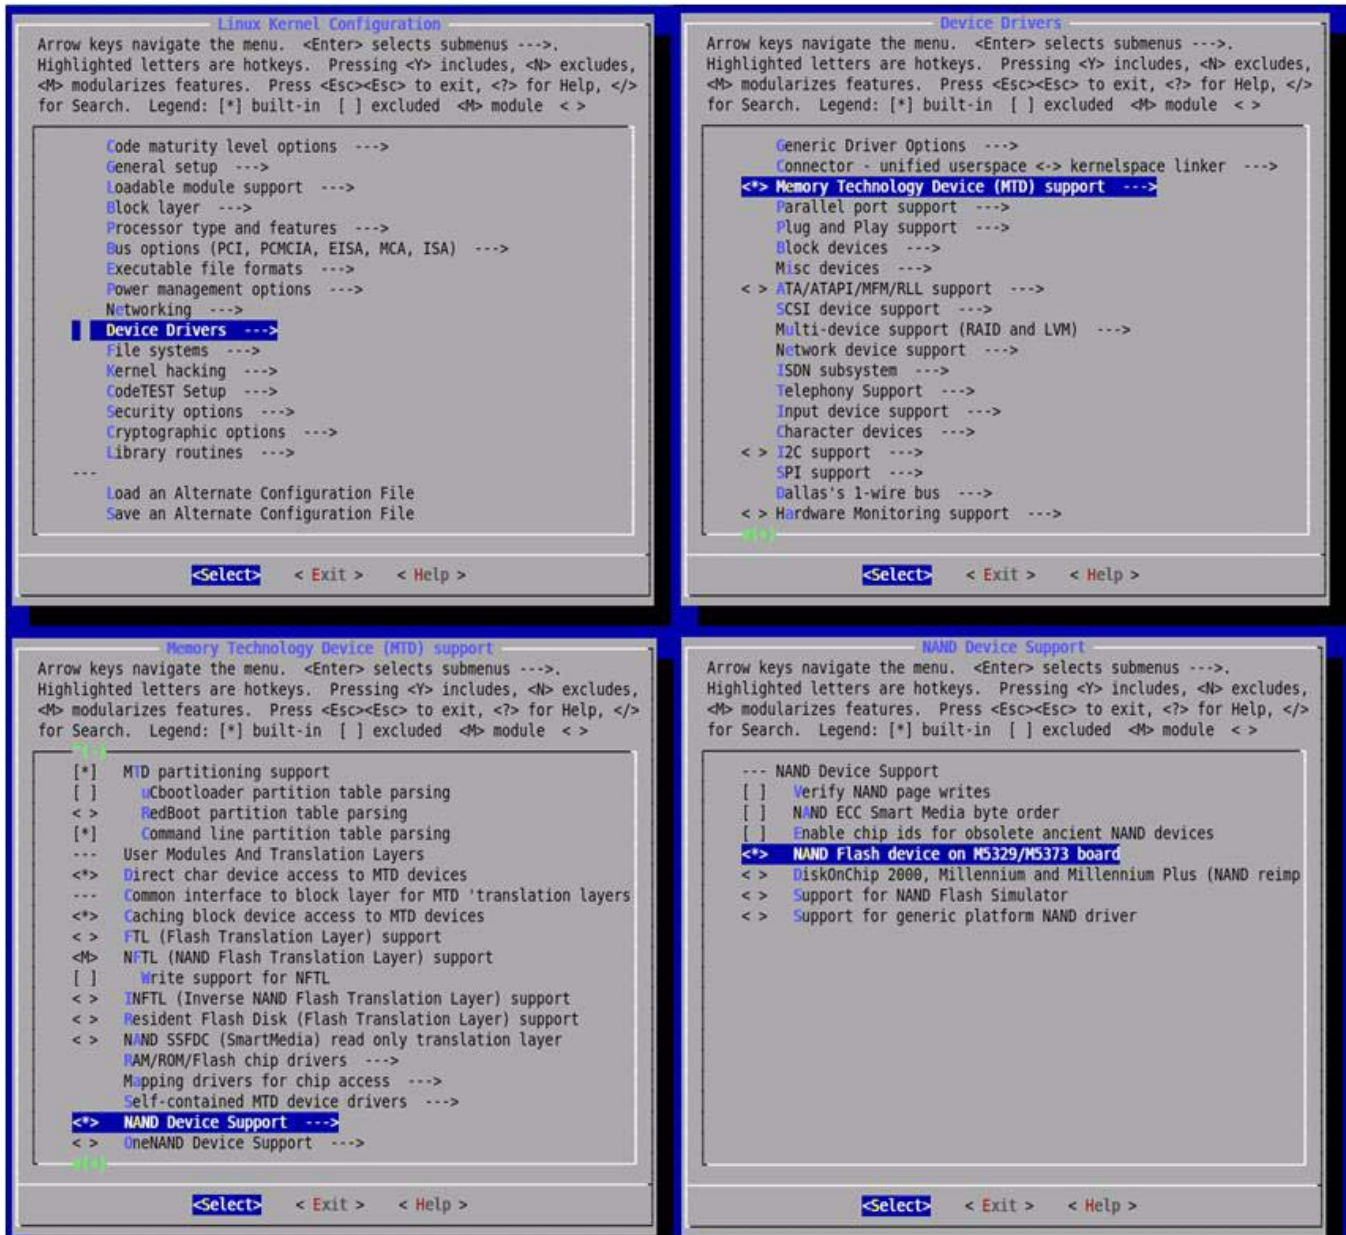 Linux Kernel Configuration
Arrow keys navigate the menu.  <Enter> selects submenus --->.
Highlighted letters are hotkeys.  Pressing <Y> includes, <N> excludes,
<M> modularizes features.  Press <Esc><Esc> to exit, <?> for Help, </>
for Search.  Legend: [*] built-in  [ ] excluded  <M> module  < >
Code maturity level options  --->
General setup  --->
Loadable module support  --->
Block layer  --->
Processor type and features  --->
Bus options (PCI, PCMCIA, EISA, MCA, ISA)  --->
Executable file formats  --->
Power management options  --->
Networking  --->
Device Drivers  --->
File systems  --->
Kernel hacking  --->
CodeTEST Setup  --->
Security options  --->
Cryptographic options  --->
Library routines  --->
---
Load an Alternate Configuration File
Save an Alternate Configuration File
<Select>    < Exit >    < Help >
Device Drivers
Arrow keys navigate the menu.  <Enter> selects submenus --->.
Highlighted letters are hotkeys.  Pressing <Y> includes, <N> excludes,
<M> modularizes features.  Press <Esc><Esc> to exit, <?> for Help, </>
for Search.  Legend: [*] built-in  [ ] excluded  <M> module  < >
Generic Driver Options  --->
Connector - unified userspace <-> kernelspace linker  --->
<*> Memory Technology Device (MTD) support  --->
Parallel port support  --->
Plug and Play support  --->
Block devices  --->
Misc devices  --->
< > ATA/ATAPI/MFM/RLL support  --->
SCSI device support  --->
Multi-device support (RAID and LVM)  --->
Network device support  --->
ISDN subsystem  --->
Telephony Support  --->
Input device support  --->
Character devices  --->
< > I2C support  --->
SPI support  --->
Dallas's 1-wire bus  --->
< > Hardware Monitoring support  --->
<Select>    < Exit >    < Help >
Memory Technology Device (MTD) support
Arrow keys navigate the menu.  <Enter> selects submenus --->.
Highlighted letters are hotkeys.  Pressing <Y> includes, <N> excludes,
<M> modularizes features.  Press <Esc><Esc> to exit, <?> for Help, </>
for Search.  Legend: [*] built-in  [ ] excluded  <M> module  < >
[*]   MTD partitioning support
[ ]     uCbootloader partition table parsing
< >     RedBoot partition table parsing
[*]     Command line partition table parsing
---   User Modules And Translation Layers
<*>   Direct char device access to MTD devices
---   Common interface to block layer for MTD 'translation layers
<*>   Caching block device access to MTD devices
< >   FTL (Flash Translation Layer) support
<M>   NFTL (NAND Flash Translation Layer) support
[ ]     Write support for NFTL
< >   INFTL (Inverse NAND Flash Translation Layer) support
< >   Resident Flash Disk (Flash Translation Layer) support
< >   NAND SSFDC (SmartMedia) read only translation layer
RAM/ROM/Flash chip drivers  --->
Mapping drivers for chip access  --->
Self-contained MTD device drivers  --->
<*>   NAND Device Support  --->
< >   OneNAND Device Support  --->
<Select>    < Exit >    < Help >
NAND Device Support
Arrow keys navigate the menu.  <Enter> selects submenus --->.
Highlighted letters are hotkeys.  Pressing <Y> includes, <N> excludes,
<M> modularizes features.  Press <Esc><Esc> to exit, <?> for Help, </>
for Search.  Legend: [*] built-in  [ ] excluded  <M> module  < >
--- NAND Device Support
[ ]   Verify NAND page writes
[ ]   NAND ECC Smart Media byte order
[ ]   Enable chip ids for obsolete ancient NAND devices
<*>   NAND Flash device on M5329/M5373 board
< >   DiskOnChip 2000, Millennium and Millennium Plus (NAND reimp
< >   Support for NAND Flash Simulator
< >   Support for generic platform NAND driver
<Select>    < Exit >    < Help >